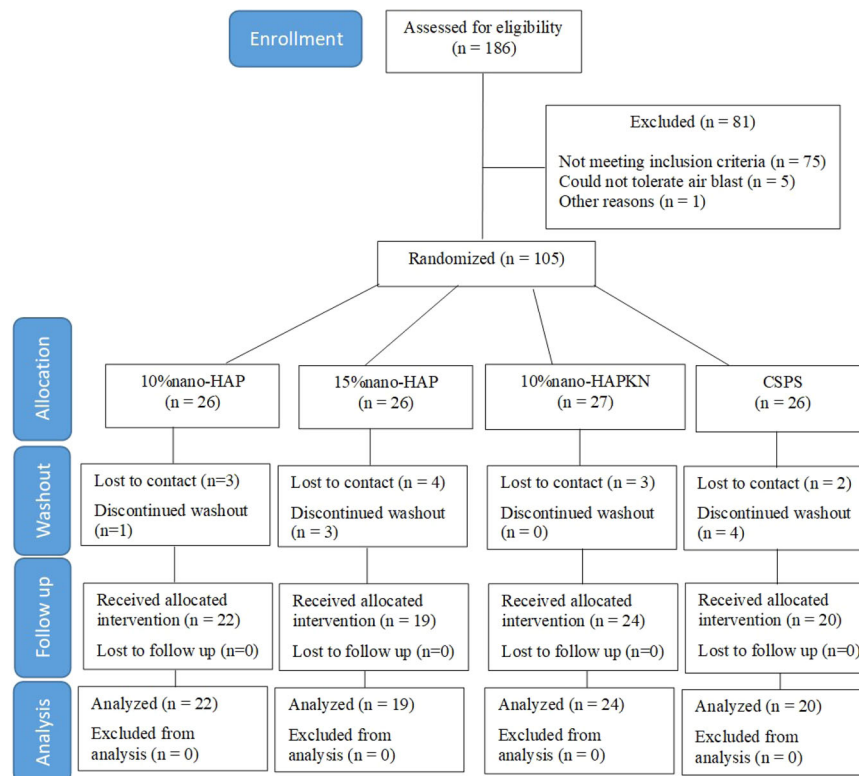 Enrollment
Assessed for eligibility
(n = 186)
Excluded (n = 81)
Not meeting inclusion criteria (n = 75)
Could not tolerate air blast (n = 5)
Other reasons (n = 1)
Randomized (n = 105)
Allocation
10%nano-HAP
(n = 26)
15%nano-HAP
(n = 26)
10%nano-HAPKN
(n = 27)
CSPS
(n = 26)
Washout
Lost to contact (n=3)
Discontinued washout
(n=1)
Lost to contact (n = 4)
Discontinued washout
(n = 3)
Lost to contact (n = 3)
Discontinued washout
(n = 0)
Lost to contact (n = 2)
Discontinued washout
(n = 4)
Follow up
Received allocated
intervention (n = 22)
Lost to follow up (n=0)
Received allocated
intervention (n = 19)
Lost to follow up (n=0)
Received allocated
intervention (n = 24)
Lost to follow up (n=0)
Received allocated
intervention (n = 20)
Lost to follow up (n=0)
Analysis
Analyzed (n = 22)
Excluded from
analysis (n = 0)
Analyzed (n = 19)
Excluded from
analysis (n = 0)
Analyzed (n = 24)
Excluded from
analysis (n = 0)
Analyzed (n = 20)
Excluded from
analysis (n = 0)